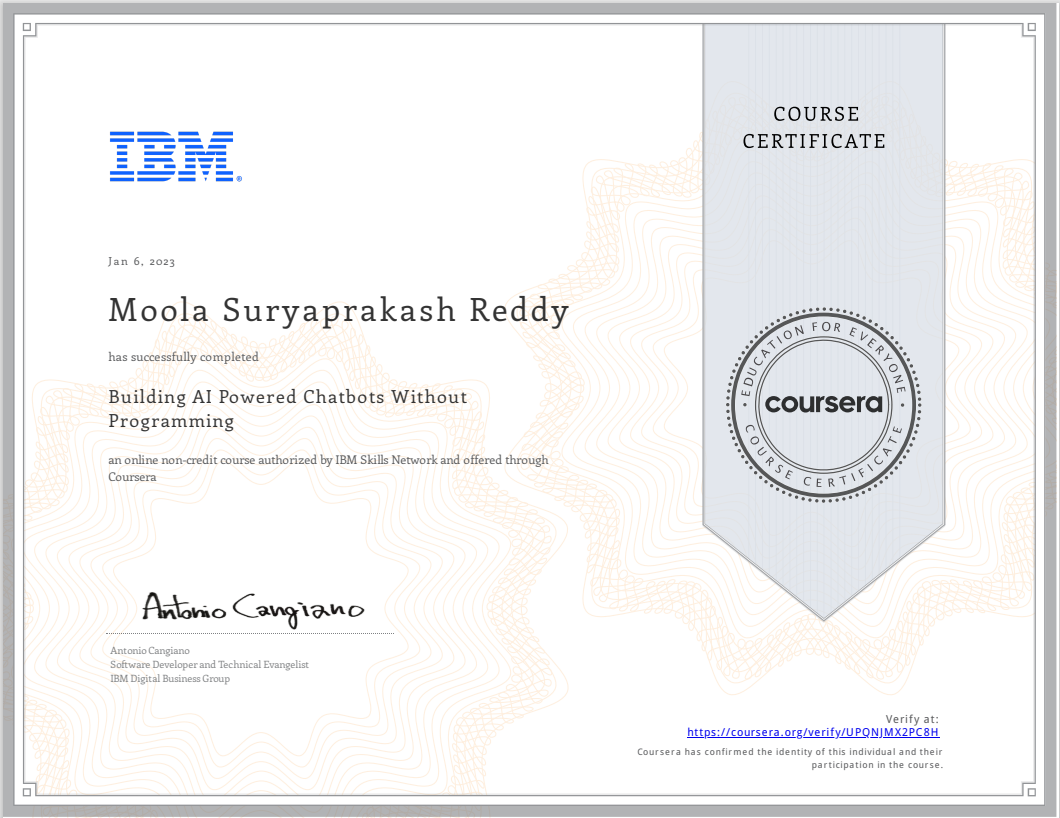 COURSE
CERTIFICATE
IBM®
Jan 6, 2023
Moola Suryaprakash Reddy
has successfully completed
Building AI Powered Chatbots Without
Programming
an online non-credit course authorized by IBM Skills Network and offered through
Coursera
EDUCATION FOR EVERYONE
coursera
COURSE CERTIFICATE
Antonio Cangiano
Antonio Cangiano
Software Developer and Technical Evangelist
IBM Digital Business Group
Verify at:
https://coursera.org/verify/UPQNJMX2PC8H
Coursera has confirmed the identity of this individual and their
participation in the course.